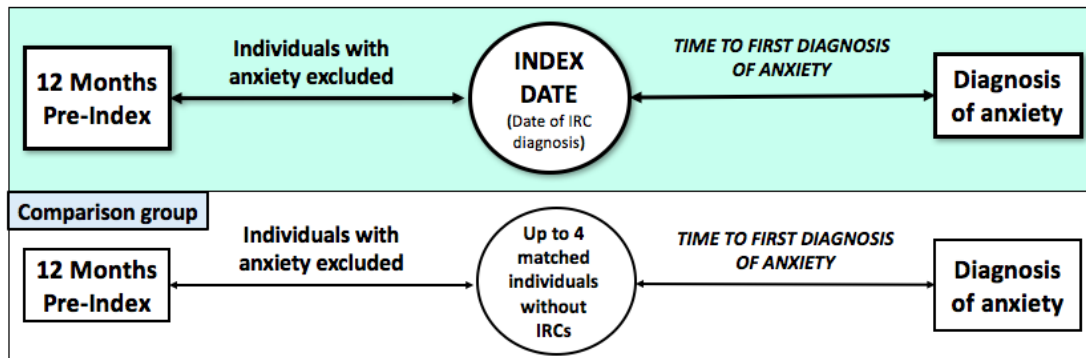 12 Months
Pre-Index
Individuals with
anxiety excluded
INDEX
DATE
(Date of IRC
diagnosis)
TIME TO FIRST DIAGNOSIS
OF ANXIETY
Diagnosis
of anxiety
Comparison group
12 Months
Pre-Index
Individuals with
anxiety excluded
Up to 4
matched
individuals
without
IRCs
TIME TO FIRST DIAGNOSIS
OF ANXIETY
Diagnosis
of anxiety